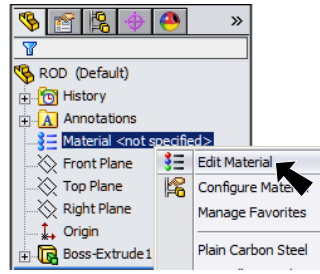 »
ROD (Default)
History
Annotations
A
Material <not specified>
Front Plane
Top Plane
Right Plane
Origin
Boss-Extrude1
Edit Material
Configure
Manage Favorites
Plain Carbon Steel